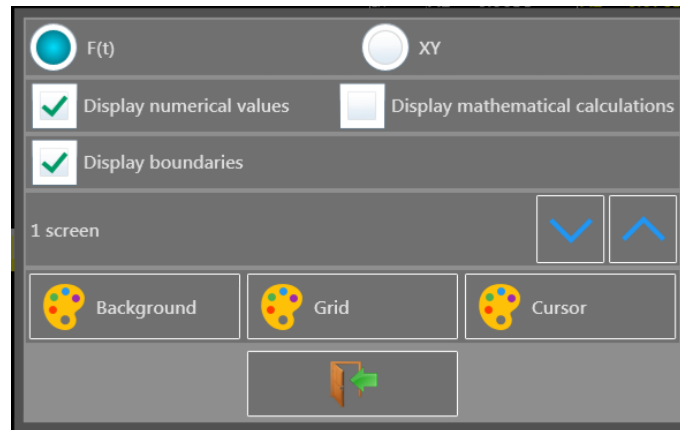 F(t) XY
Display numerical values Display mathematical calculations
Display boundaries
1 screen
Background Grid Cursor